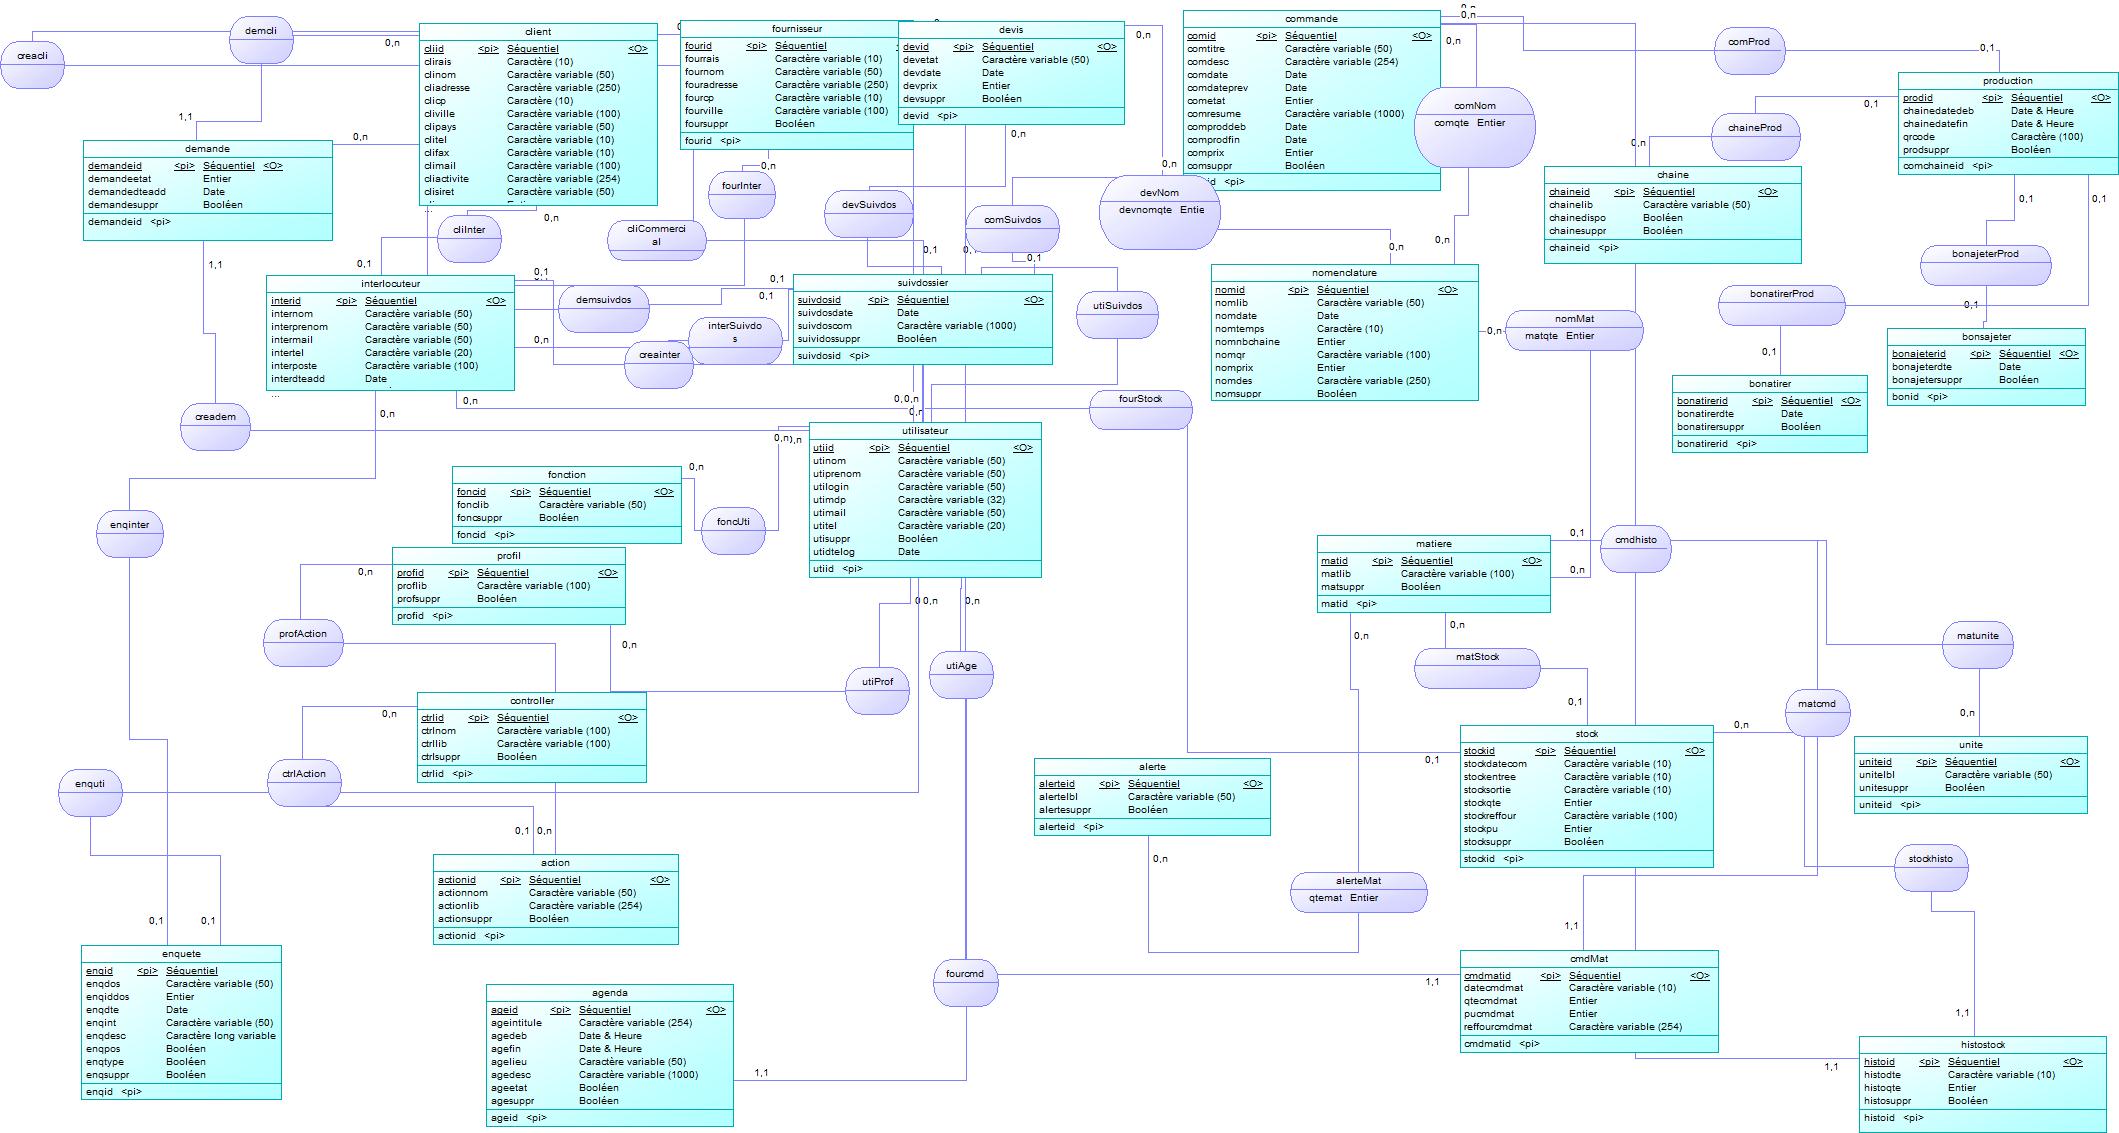 creacli
demcli
0,n
1,1
0,n
client
cliid <pi> Séquentiel <O>
clirais Caractère (10)
clinom Caractère variable (50)
cliadresse Caractère variable (250)
clicp Caractère (10)
cliville Caractère variable (100)
clipays Caractère variable (50)
clitel Caractère variable (10)
clifax Caractère variable (10)
climail Caractère variable (100)
cliactivite Caractère variable (254)
clisiret Caractère variable (50)
...
fournisseur
fourid <pi> Séquentiel
fourrais Caractère variable (10)
fournom Caractère variable (50)
fouradresse Caractère variable (250)
fourcp Caractère variable (10)
fourville Caractère variable (100)
foursuppr Booléen
fourid <pi>
devis
devid <pi> Séquentiel <O>
devetat Caractère variable (50)
devdate Date
devprix Entier
devsuppr Booléen
devid <pi>
0,n
0,n
0,n
commande
comid <pi> Séquentiel <O>
comtitre Caractère variable (50)
comdesc Caractère variable (254)
comdate Date
comdateprev Date
cometat Entier
comresume Caractère variable (1000)
comproddeb Date
comprodfin Date
comprix Entier
comsuppr Booléen
<pi>
0,n
0,n
comNom
comqte Entier
0,n
comProd
0,1
production
prodid <pi> Séquentiel <O>
chainedatedeb Date & Heure
chainedatefin Date & Heure
qrcode Caractère (100)
prodsuppr Booléen
comchaineid <pi>
0,1
chaineProd
0,n
0,1
0,1
chaine
chaineid <pi> Séquentiel <O>
chainelib Caractère variable (50)
chainedispo Booléen
chainesuppr Booléen
chaineid <pi>
demande
demandeid <pi> Séquentiel <O>
demandeetat Entier
demandedteadd Date
demandesuppr Booléen
demandeid <pi>
1,1
cliInter
0,n
0,1
fourInter
0,n
cliCommerci
al
devSuivdos
0,1
comSuivdos
0,1
devNom
devnomqte Entie
0,n
bonajeterProd
bonatirerProd
0,1
0,1
interlocuteur
interid <pi> Séquentiel <O>
internom Caractère variable (50)
interprenom Caractère variable (50)
intermail Caractère variable (50)
intertel Caractère variable (20)
interposte Caractère variable (100)
interdteadd Date
...
0,1
0,n
0,n
0,n
demsuivdos
interSuivdo
s
creainter
0,1
0,1
suivdossier
suivdosid <pi> Séquentiel <O>
suivdosdate Date
suivdoscom Caractère variable (1000)
suividossuppr Booléen
suivdosid <pi>
utiSuivdos
nomenclature
nomid <pi> Séquentiel <O>
nomlib Caractère variable (50)
nomdate Date
nomtemps Caractère (10)
nomnbchaine Entier
nomqr Caractère variable (100)
nomprix Entier
nomdes Caractère variable (250)
nomsuppr Booléen
0,n
nomMat
matqte Entier
bonsajeter
bonajeterid <pi> Séquentiel <O>
bonajeterdte Date
bonajetersuppr Booléen
bonid <pi>
bonatirer
bonatirerid <pi> Séquentiel <O>
bonatirerdte Date
bonatirersuppr Booléen
bonatirerid <pi>
creadem
fourStock
0,n
0,n
utilisateur
utiid <pi> Séquentiel <O>
utinom Caractère variable (50)
utiprenom Caractère variable (50)
utilogin Caractère variable (50)
utimdp Caractère variable (32)
utimail Caractère variable (50)
utitel Caractère variable (20)
utisuppr Booléen
utidtelog Date
utiid <pi>
0,n
0,n
fonction
foncid <pi> Séquentiel <O>
fonclib Caractère variable (50)
foncsuppr Booléen
foncid <pi>
0,n
foncUti
enqinter
profil
profid <pi> Séquentiel <O>
proflib Caractère variable (100)
profsuppr Booléen
profid <pi>
0,n
0,n
profAction
utiProf
utiAge
matiere
matid <pi> Séquentiel <O>
matlib Caractère variable (100)
matsuppr Booléen
matid <pi>
0,1
0,n
0,n
0,n
cmdhisto
matStock
0,1
matunite
0,n
matcmd
controller
ctrlid <pi> Séquentiel <O>
ctrlnom Caractère variable (100)
ctrllib Caractère variable (100)
ctrlsuppr Booléen
ctrlid <pi>
0,n
ctrlAction
0,1
0,n
enquti
stock
stockid <pi> Séquentiel <O>
stockdatecom Caractère variable (10)
stockentree Caractère variable (10)
stocksortie Caractère variable (10)
stockqte Entier
stockreffour Caractère variable (100)
stockpu Entier
stocksuppr Booléen
stockid <pi>
0,1
0,n
unite
uniteid <pi> Séquentiel <O>
unitelbl Caractère variable (50)
unitesuppr Booléen
uniteid <pi>
alerte
alerteid <pi> Séquentiel <O>
alertelbl Caractère variable (50)
alertesuppr Booléen
alerteid <pi>
0,n
alerteMat
qtemat Entier
stockhisto
1,1
action
actionid <pi> Séquentiel <O>
actionnom Caractère variable (50)
actionlib Caractère variable (254)
actionsuppr Booléen
actionid <pi>
0,1
0,1
enquete
enqid <pi> Séquentiel
enqdos Caractère variable (50)
enqiddos Entier
enqdte Date
enqint Caractère variable (50)
enqdesc Caractère long variable
enqpos Booléen
enqtype Booléen
enqsuppr Booléen
enqid <pi>
agenda
ageid <pi> Séquentiel <O>
ageintitule Caractère variable (254)
agedeb Date & Heure
agefin Date & Heure
agelieu Caractère variable (50)
agedesc Caractère variable (1000)
ageetat Booléen
agesuppr Booléen
ageid <pi>
1,1
fourcmd
1,1
cmdMat
cmdmatid <pi> Séquentiel <O>
datecmdmat Caractère variable (10)
qtecmdmat Entier
pucmdmat Entier
reffourcmdmat Caractère variable (254)
cmdmatid <pi>
1,1
1,1
histostock
histoid <pi> Séquentiel <O>
histodte Caractère variable (10)
histoqte Entier
histosuppr Booléen
histoid <pi>